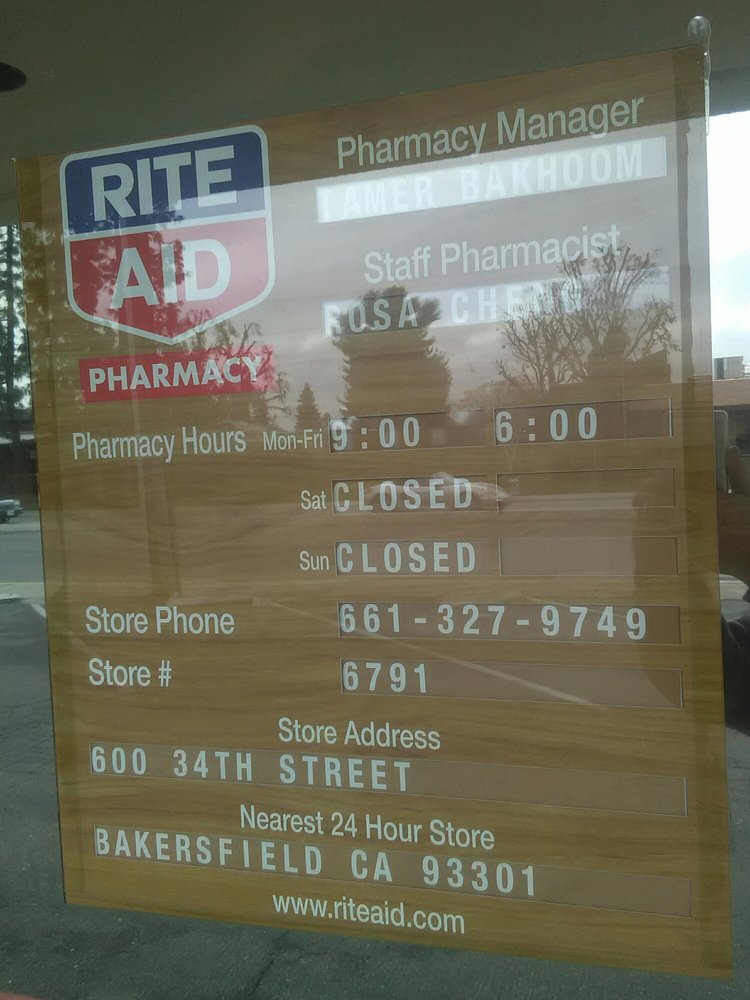 RITE
AID
PHARMACY
Pharmacy Manager
TAMER BAKHOOM
Staff Pharmacist
ROSA
Pharmacy Hours Mon-Fri 9:00 6:00
Sat CLOSED
Sun CLOSED
Store Phone 661-327-9749
Store # 6791
Store Address
600 34TH STREET
Nearest 24 Hour Store
BAKERSFIELD CA 93301
www.riteaid.com